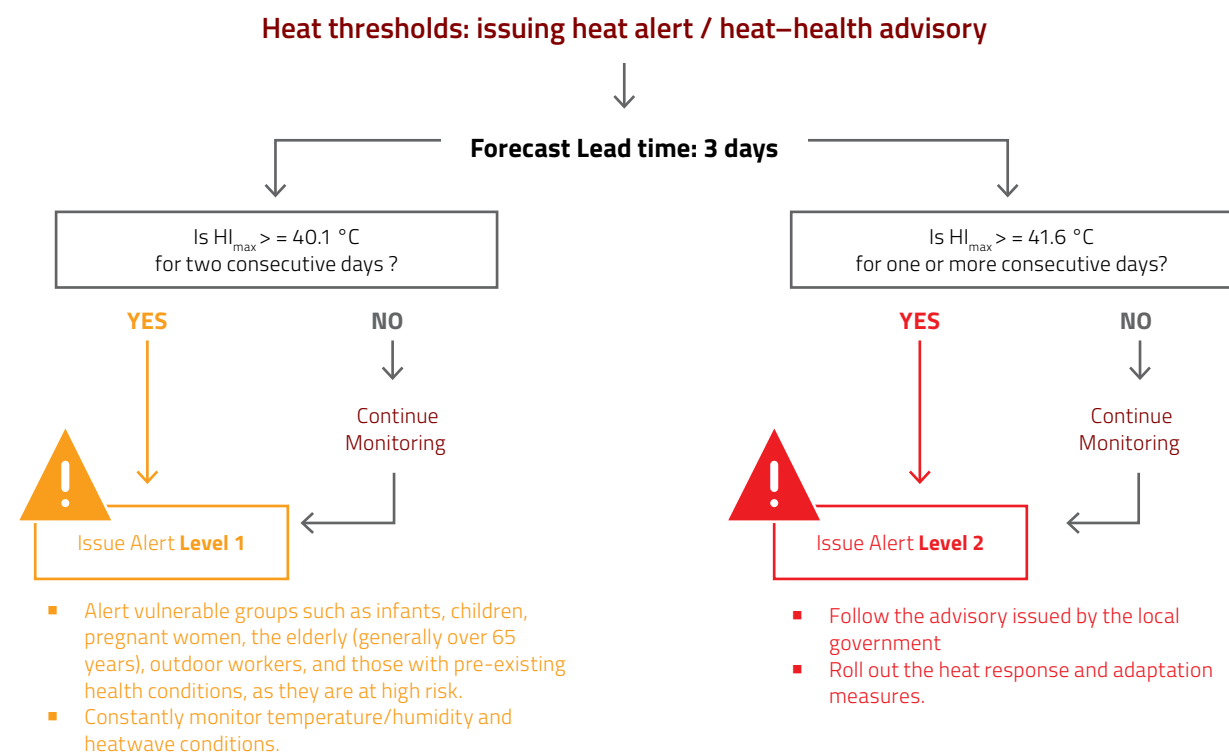 Heat thresholds: issuing heat alert / heat–health advisory
Forecast Lead time: 3 days
Is HImax > = 40.1 °C
for two consecutive days ?
YES
NO
Continue
Monitoring
Issue Alert Level 1
■ Alert vulnerable groups such as infants, children,
pregnant women, the elderly (generally over 65
years), outdoor workers, and those with pre-existing
health conditions, as they are at high risk.
■ Constantly monitor temperature/humidity and
heatwave conditions.
Is HImax > = 41.6 °C
for one or more consecutive days?
YES
NO
Continue
Monitoring
Issue Alert Level 2
■ Follow the advisory issued by the local
government
■ Roll out the heat response and adaptation
measures.